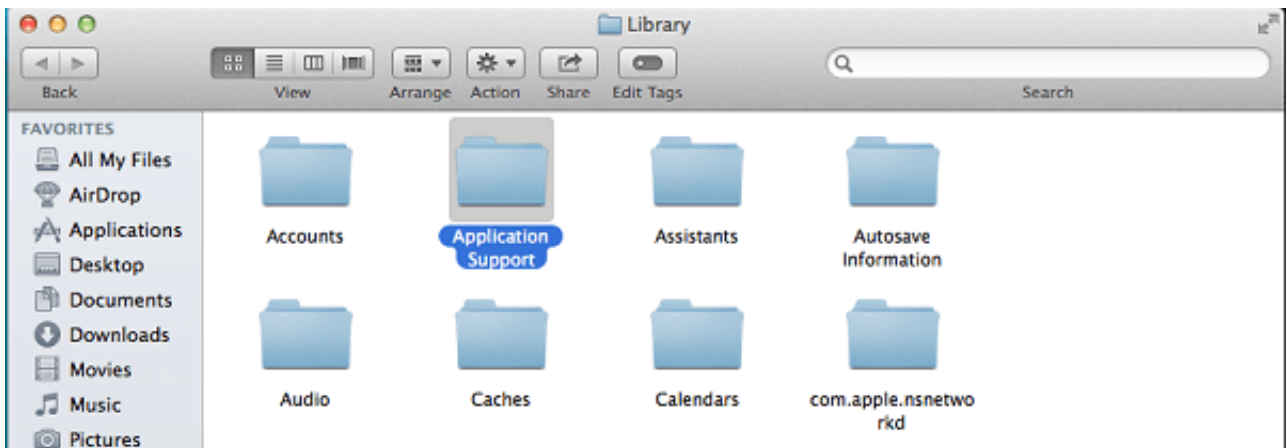 Library
Back
View
Arrange
Action
Share
Edit Tags
Search
FAVORITES
All My Files
AirDrop
Applications
Desktop
Documents
Downloads
Movies
Music
Pictures
Accounts
Application
Support
Assistants
Autosave
Information
Audio
Caches
Calendars
com.apple.nsnetwo
rkd